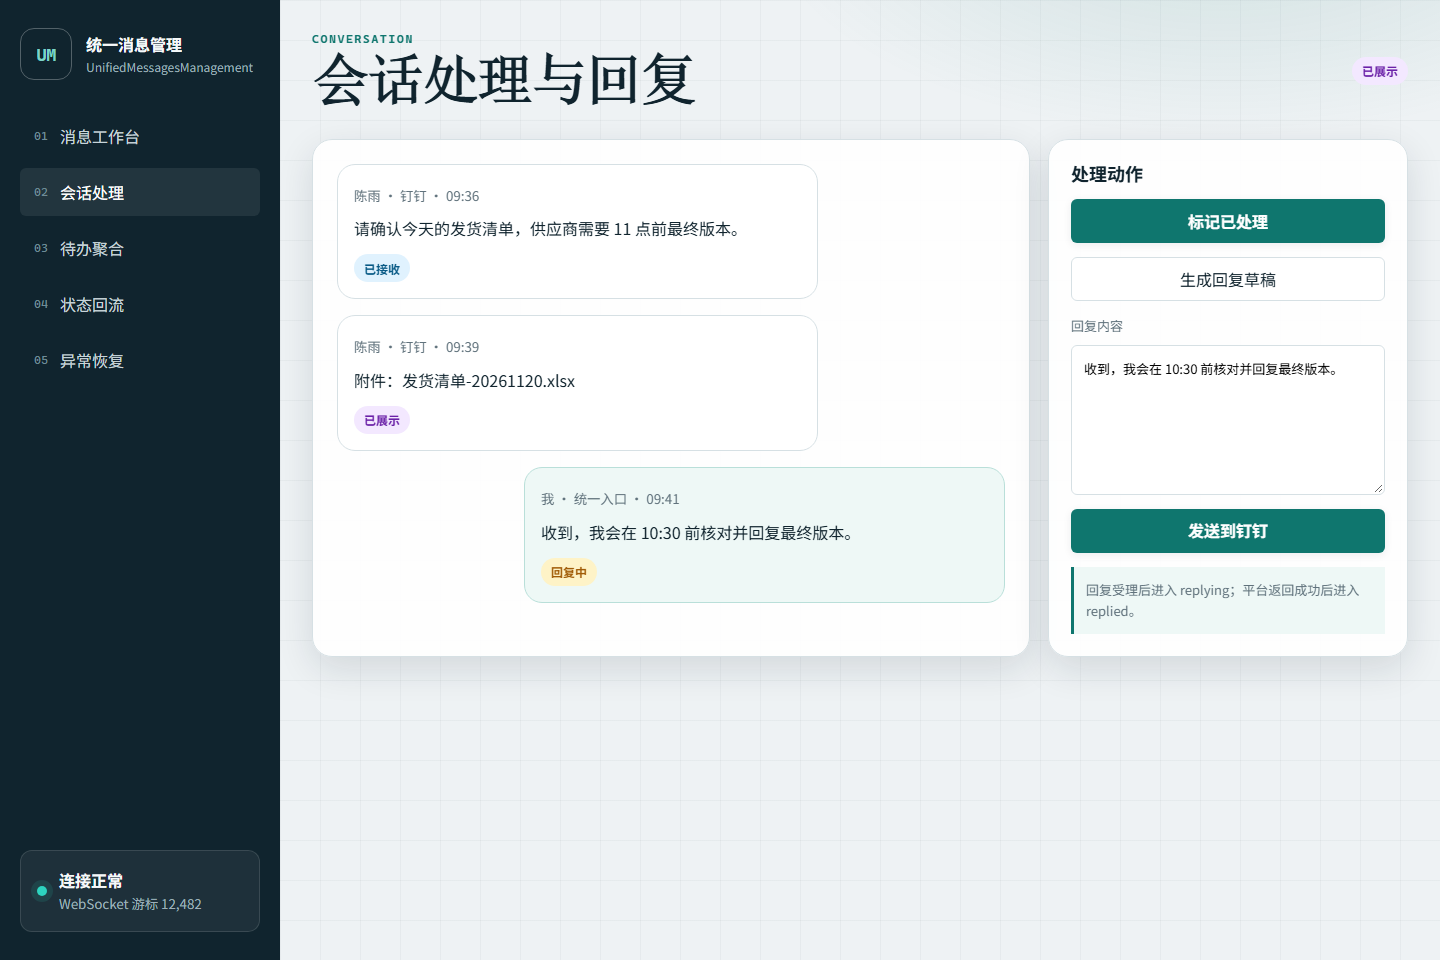 UM
统一消息管理
UnifiedMessagesManagement
01 消息工作台
02 会话处理
03 待办聚合
04 状态回流
05 异常恢复
连接正常
WebSocket 游标 12,482
CONVERSATION
会话处理与回复
已展示
陈雨 · 钉钉 · 09:36
请确认今天的发货清单，供应商需要 11 点前最终版本。
已接收
陈雨 · 钉钉 · 09:39
附件：发货清单-20261120.xlsx
已展示
我 · 统一入口 · 09:41
收到，我会在 10:30 前核对并回复最终版本。
回复中
处理动作
标记已处理
生成回复草稿
回复内容
收到，我会在 10:30 前核对并回复最终版本。
发送到钉钉
回复受理后进入 replying；平台返回成功后进入
replied。